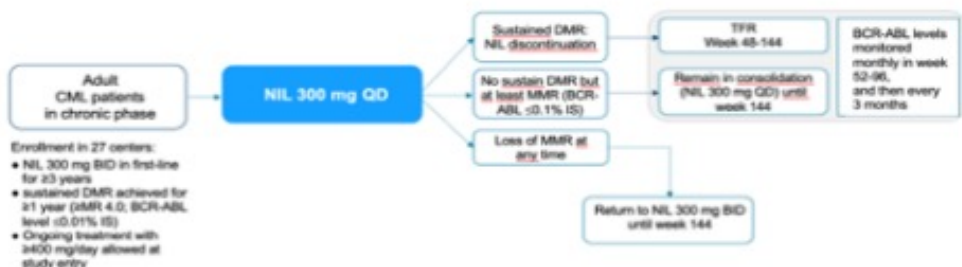 Adult
CML patients
in chronic phase
Enrollment in 27 centers:
● NIL 300 mg BID in first-line
for ≥3 years
● sustained DMR achieved for
≥1 year (≥MR 4.0; BCR-ABL
level ≤0.01% IS)
● Ongoing treatment with
≥400 mg/day allowed at
study entry
NIL 300 mg QD
Sustained DMR:
NIL discontinuation
No sustain DMR but
at least MMR (BCR-
ABL ≤0.1% IS)
Loss of MMR at
any time
TFR
Week 48-144
Remain in consolidation
(NIL 300 mg QD) until
week 144
BCR-ABL levels
monitored
monthly in week
52-96,
and then every
3 months
Return to NIL 300 mg BID
until week 144